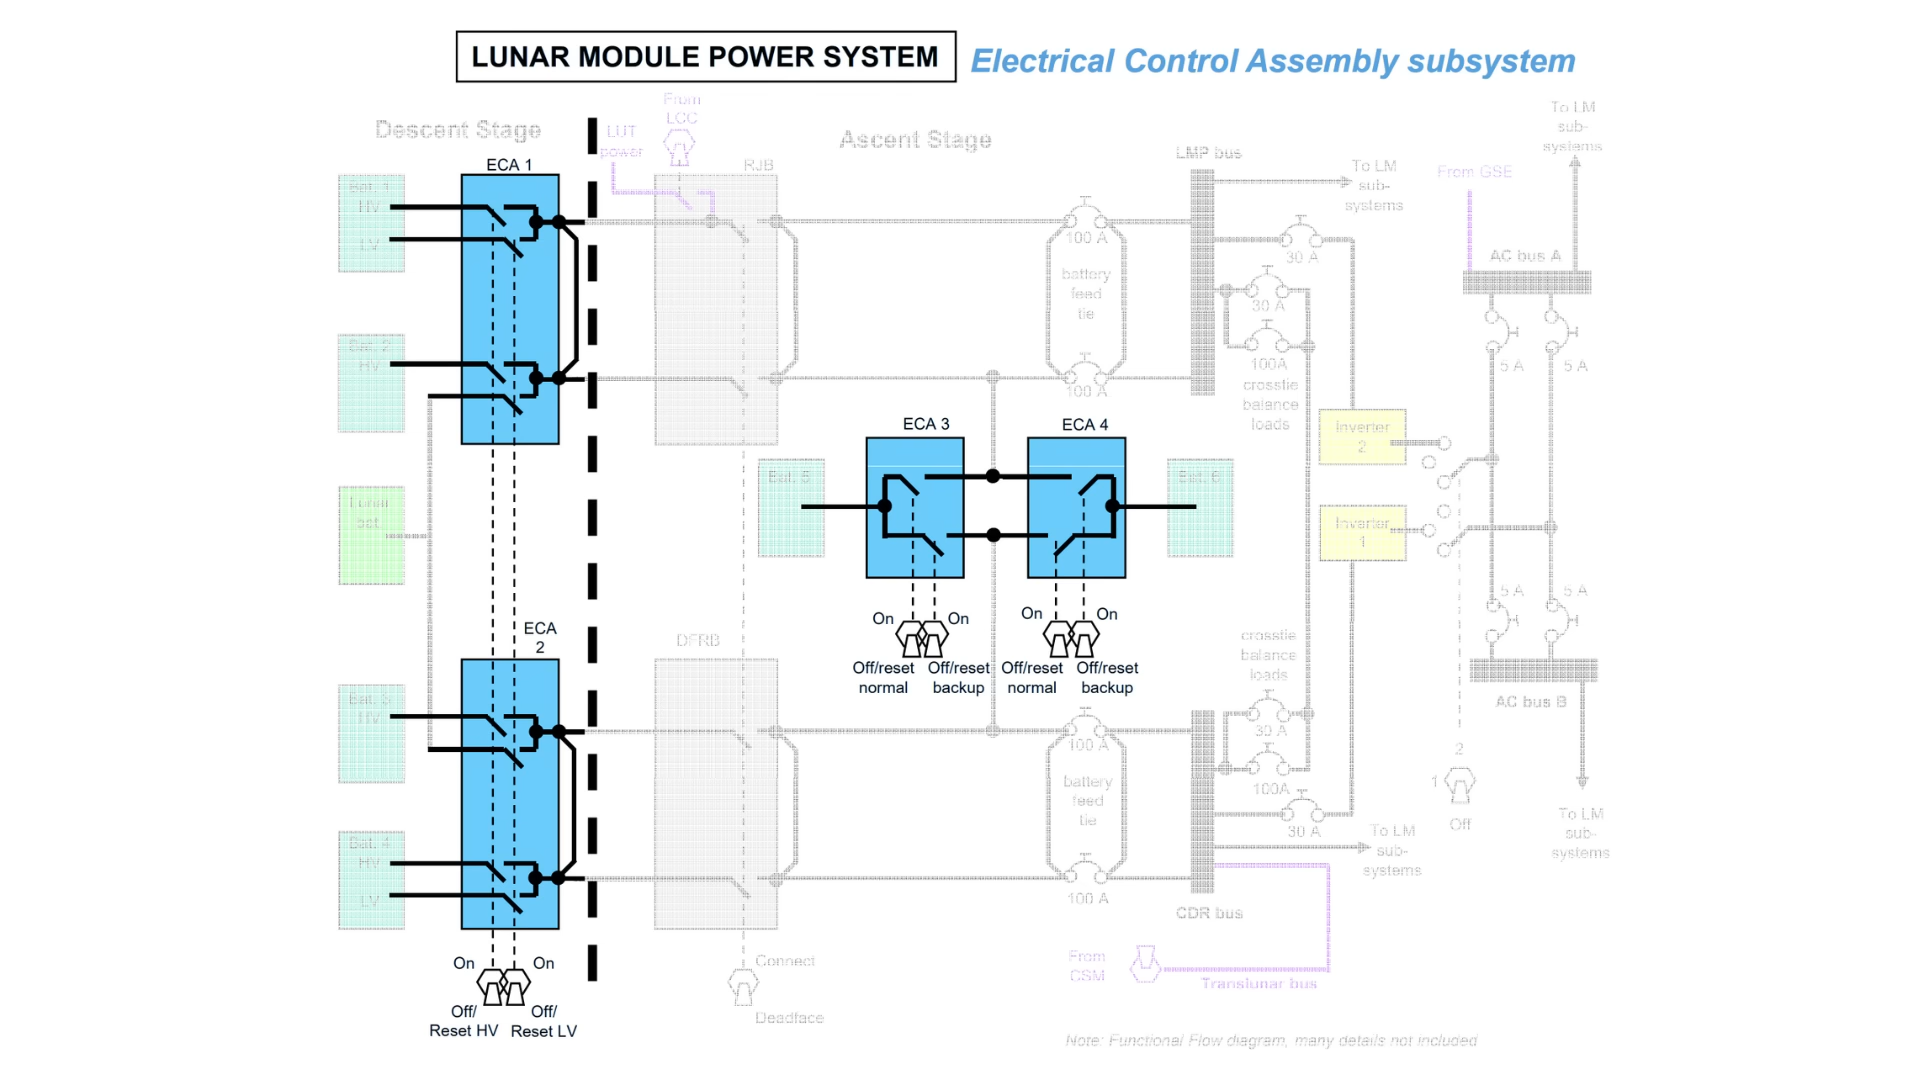 LUNAR MODULE POWER SYSTEM
Electrical Control Assembly subsystem
Descent Stage
LUT
power
From
LCC
Ascent Stage
To LM
sub-
systems
ECA 1
RJB
LMP bus
To LM
sub-
systems
From GSE
Bat. 1
HV
LV
100 A
30 A
AC bus A
battery
feed
tie
30 A
Bat. 2
HV
100A
5 A
5 A
100 A
crosstie
balance
loads
ECA 3
ECA 4
Inverter
2
Bat. 5
Bat. 6
Lunar
bat.
Inverter
1
5 A
5 A
On
On
On
On
ECA
2
DFRB
crosstie
balance
loads
Off/reset
normal
Off/reset
backup
Off/reset
normal
Off/reset
backup
Bat. 3
HV
AC bus B
30 A
100 A
2
battery
feed
tie
100A
1
Off
30 A
To LM
sub-
systems
To LM
sub-
systems
Bat. 4
HV
LV
100 A
CDR bus
On
On
Connect
From
CSM
Translunar bus
Off/
Reset HV
Off/
Reset LV
Deadface
Note: Functional Flow diagram, many details not included